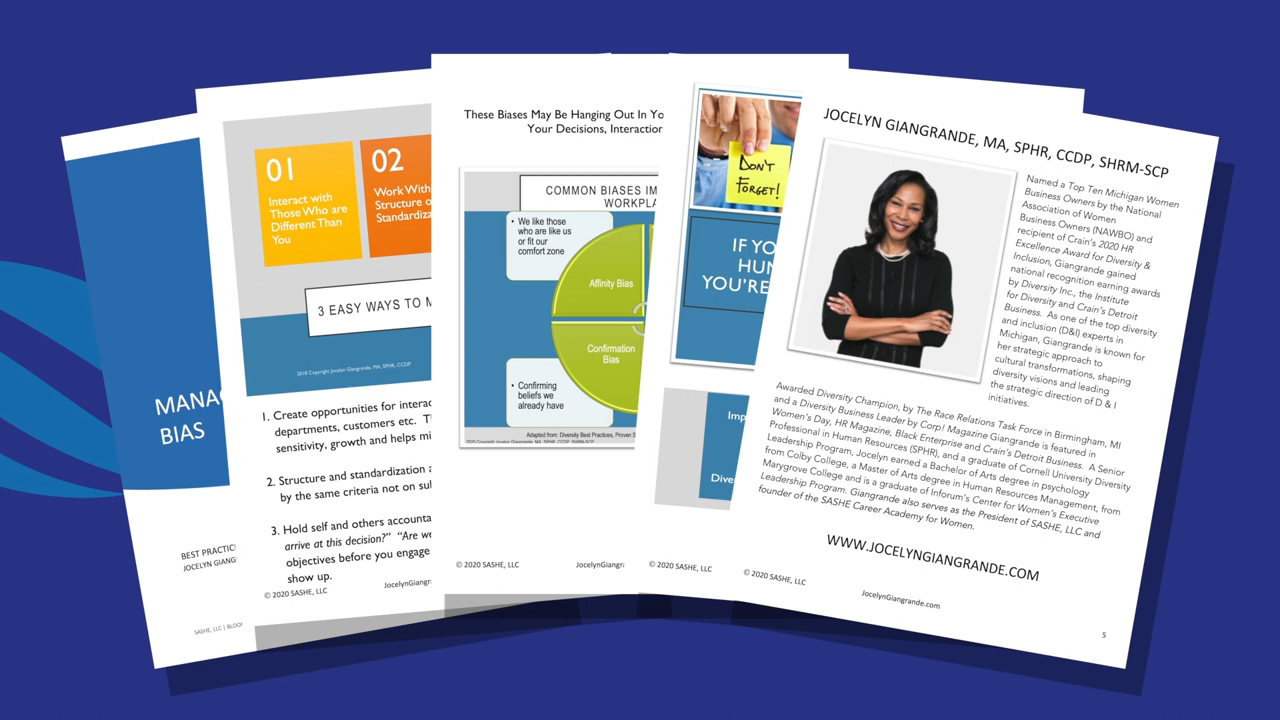 MANA
BIAS
BEST PRACTIC
JOCELYN GIANG
SASHE, LLC | BLOO
01
Interact with
Those Who are
Different Than
You
02
Work With
Structure o
Standardiza
3 EASY WAYS TO M
2018 Copyright Jocelyn Giangrande, MA, SPHR, CCDP
1. Create opportunities for interac
departments, customers etc. T
sensitivity, growth and helps mi
2. Structure and standardization a
by the same criteria not on su
3. Hold self and others accounta
arrive at this decision?” “Are we
objectives before you engage
show up.
© 2020 SASHE, LLC
JocelynGiangr
These Biases May Be Hanging Out In Yo
Your Decisions, Interaction
COMMON BIASES IM
WORKPLA
• We like those
who are like us
or fit our
comfort zone
Affinity Bias
Confirmation
Bias
• Confirming
beliefs we
already have
Adapted from: Diversity Best Practices, Proven S
2020 Copyright Jocelyn Giangrande, MA, SPHR, CCDP, SHRM-SCP
© 2020 SASHE, LLC
JocelynGiangr
DON'T
FORGET!
IF YO
HUM
YOU'RE
Imp
Dive
© 2020 SASHE, LLC
JOCELYN GIANGRANDE, MA, SPHR, CCDP, SHRM-SCP
Named a Top Ten Michigan Women
Business Owners by the National
Association of Women
Business Owners (NAWBO) and
recipient of Crain's 2020 HR
Excellence Award for Diversity &
Inclusion, Giangrande gained
national recognition earning awards
by Diversity Inc., the Institute
for Diversity and Crain's Detroit
Business. As one of the top diversity
and inclusion (D&I) experts in
Michigan, Giangrande is known for
her strategic approach to
cultural transformations, shaping
diversity visions and leading
the strategic direction of D & I
initiatives.
Awarded Diversity Champion, by The Race Relations Task Force in Birmingham, MI
and a Diversity Business Leader by Corp! Magazine Giangrande is featured in
Women's Day, HR Magazine, Black Enterprise and Crain's Detroit Business. A Senior
Professional in Human Resources (SPHR), and a graduate of Cornell University Diversity
Leadership Program, Jocelyn earned a Bachelor of Arts degree in psychology
from Colby College, a Master of Arts degree in Human Resources Management, from
Marygrove College and is a graduate of Inforum's Center for Women's Executive
Leadership Program. Giangrande also serves as the President of SASHE, LLC and
founder of the SASHE Career Academy for Women.
WWW.JOCELYNGIANGRANDE.COM
© 2020 SASHE, LLC
JocelynGiangrande.com
5